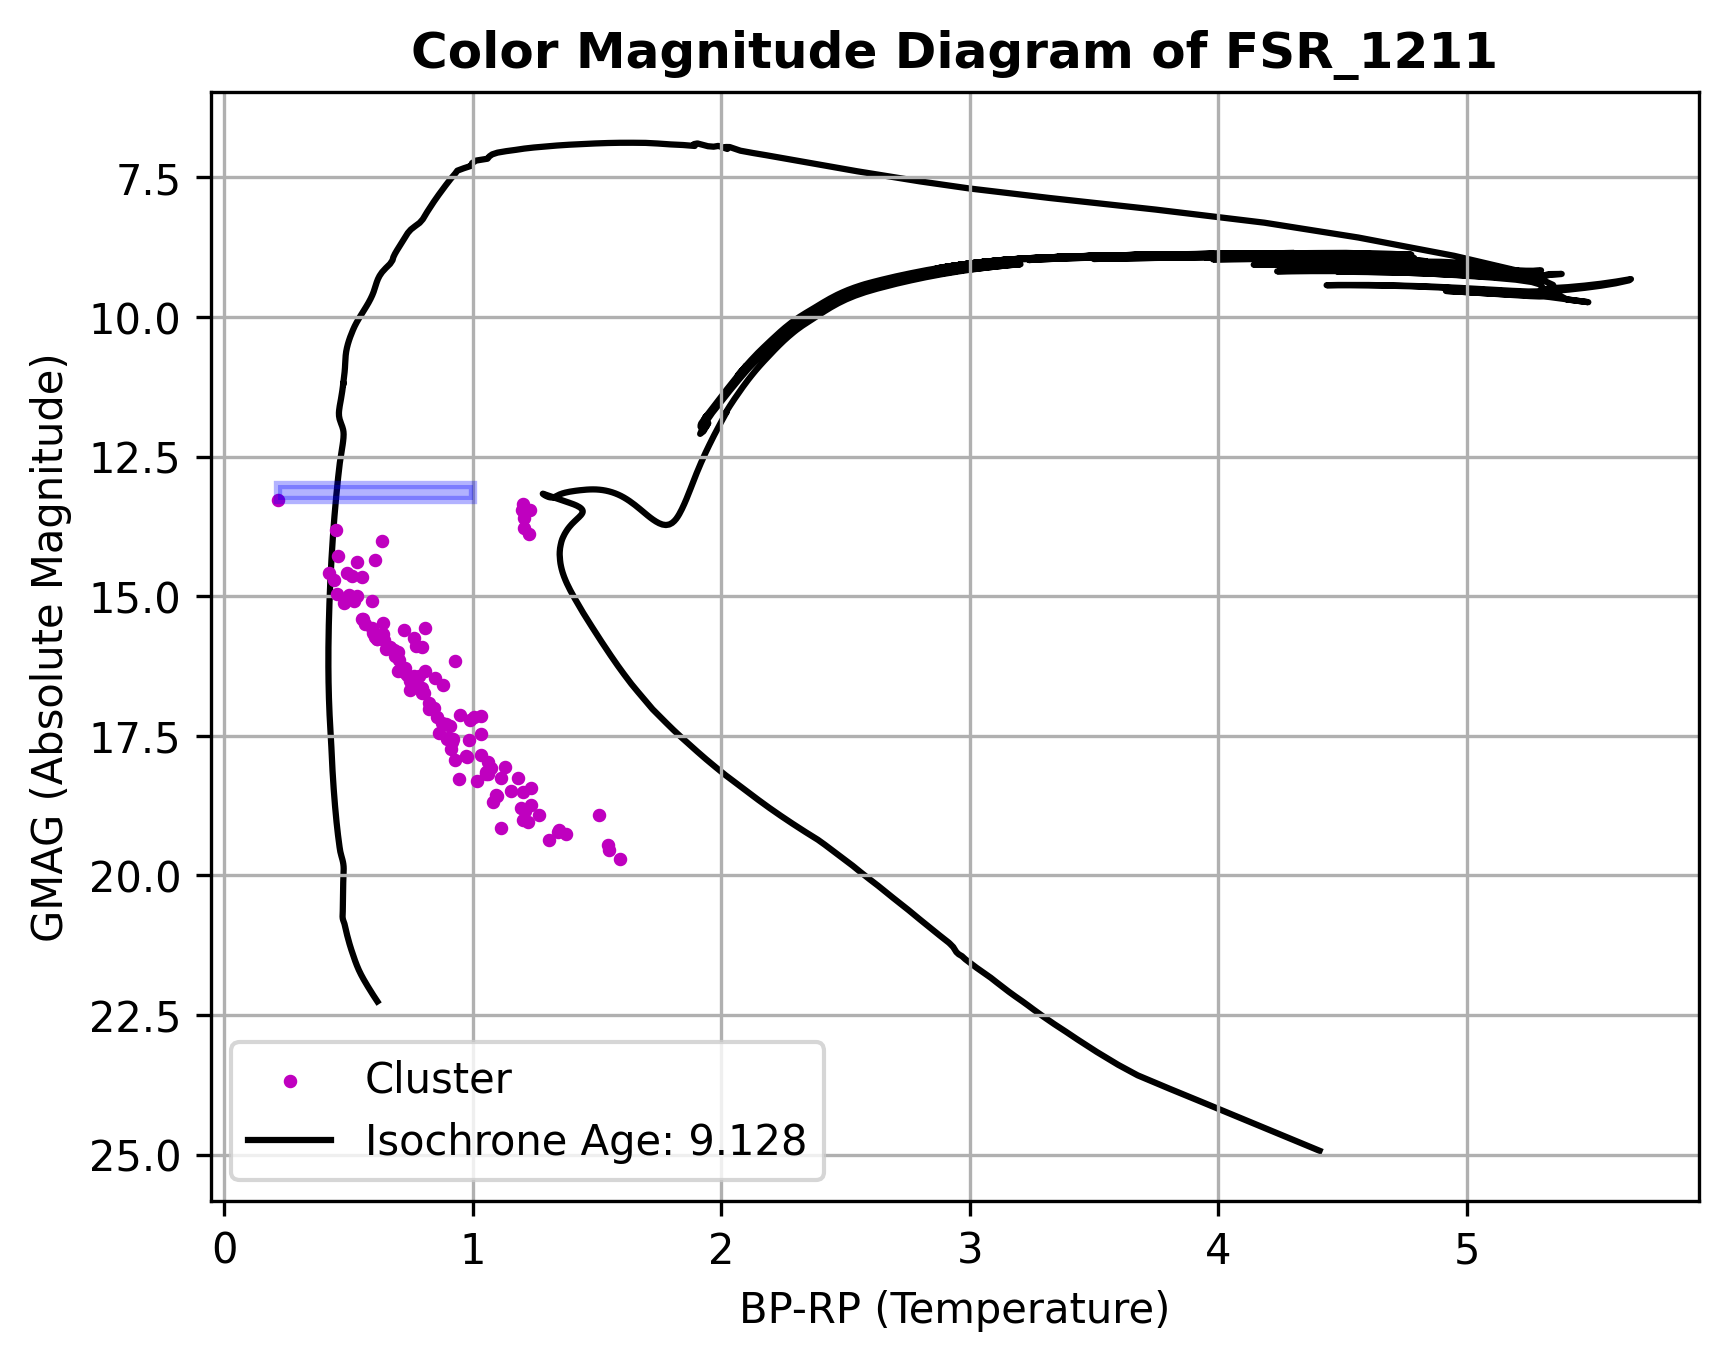 Color Magnitude Diagram of FSR_1211
GMAG (Absolute Magnitude)
7.5
10.0
12.5
15.0
17.5
20.0
22.5
25.0
Cluster
Isochrone Age: 9.128
0 1 2 3 4 5
BP-RP (Temperature)